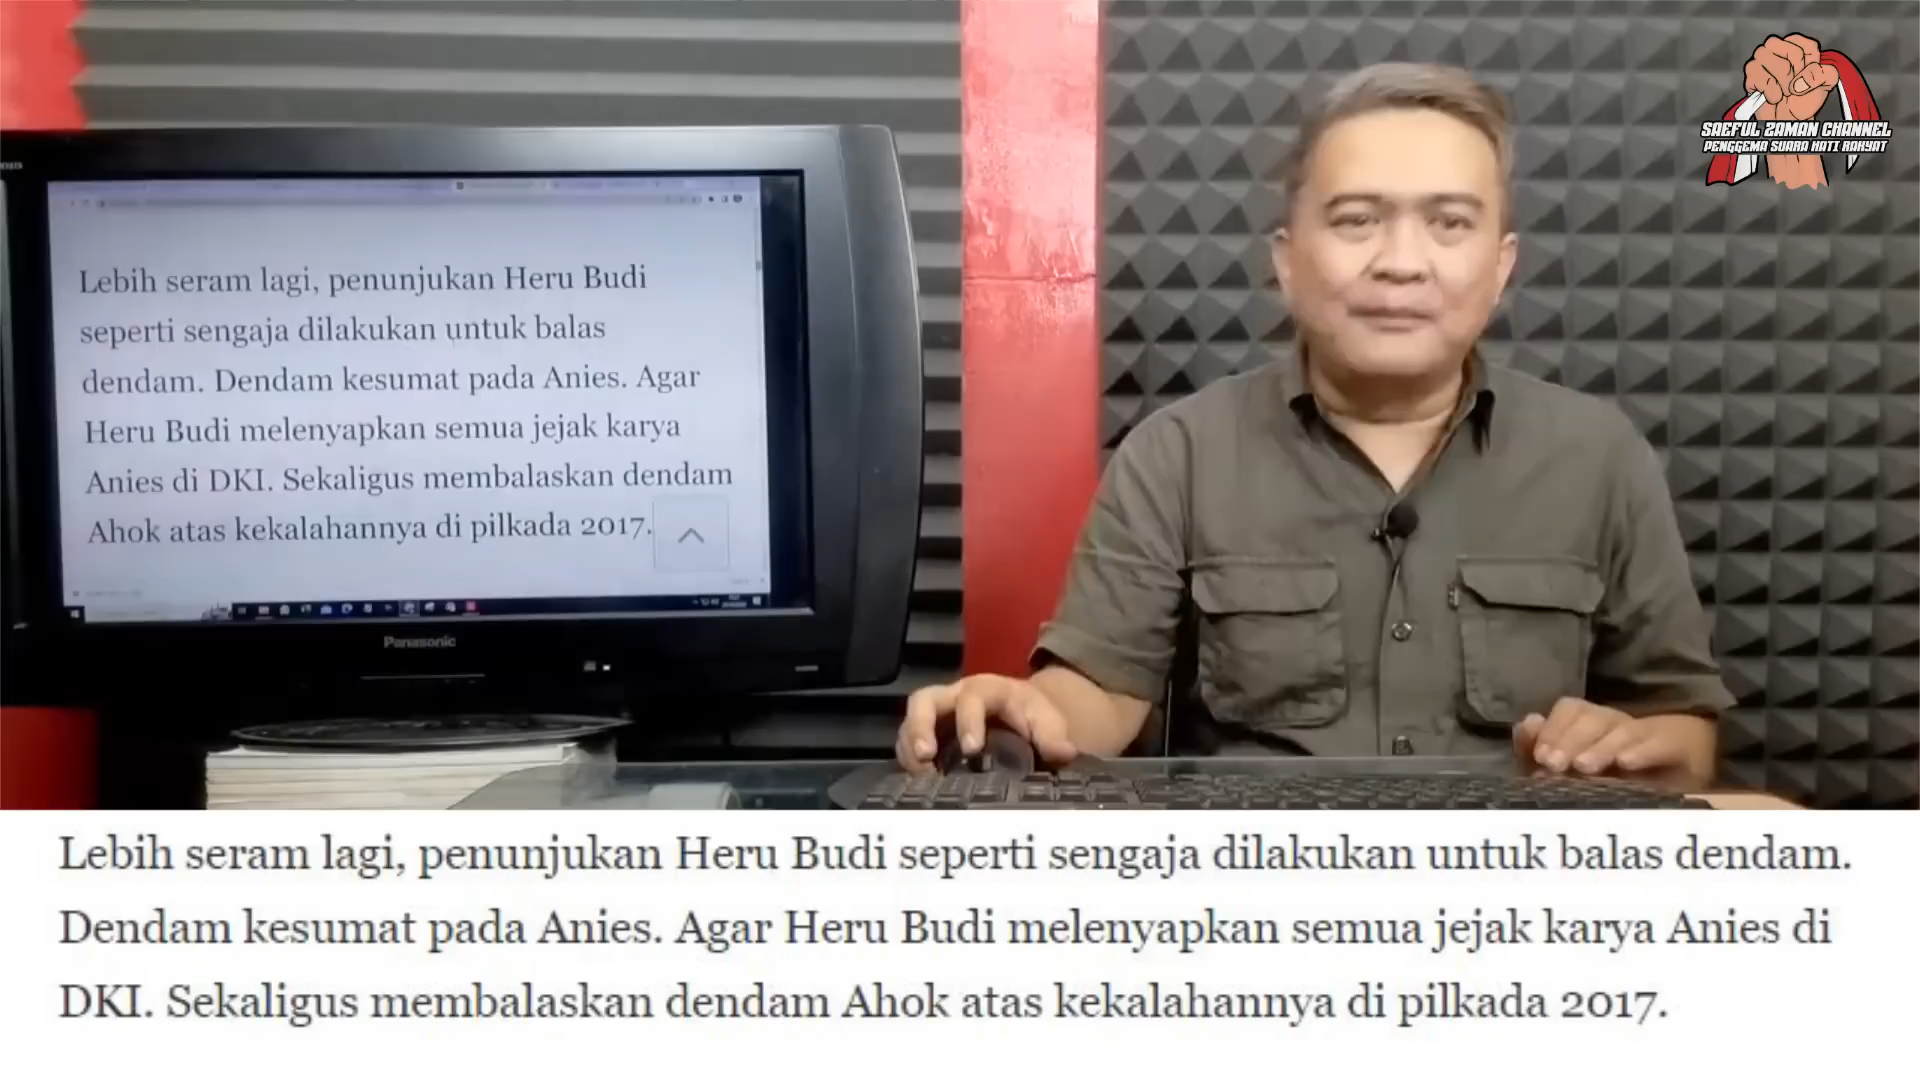 SAEFUL ZAMAN CHANNEL
PENGGEMA SUARA HATI RAKYAT
Lebih seram lagi, penunjukan Heru Budi
seperti sengaja dilakukan untuk balas
dendam. Dendam kesumat pada Anies. Agar
Heru Budi melenyapkan semua jejak karya
Anies di DKI. Sekaligus membalaskan dendam
Ahok atas kekalahannya di pilkada 2017.
Panasonic
Lebih seram lagi, penunjukan Heru Budi seperti sengaja dilakukan untuk balas dendam.
Dendam kesumat pada Anies. Agar Heru Budi melenyapkan semua jejak karya Anies di
DKI. Sekaligus membalaskan dendam Ahok atas kekalahannya di pilkada 2017.